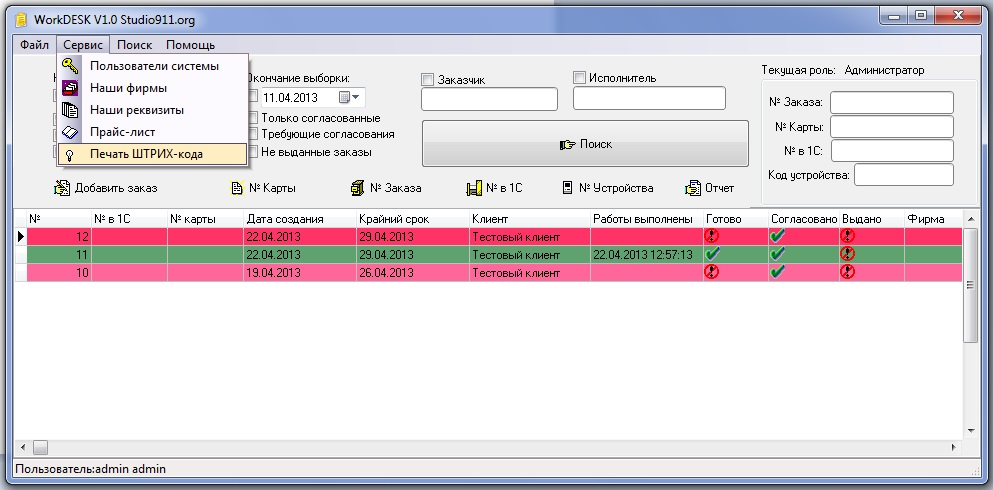 WorkDESK V1.0 Studio911.org
Файл Сервис Поиск Помощь
Пользователи системы
Наши фирмы
Наши реквизиты
Прайс-лист
Печать ШТРИХ-кода
Окончание выборки:
11.04.2013
Только согласованные
Требующие согласования
Не выданные заказы
Заказчик
Исполнитель
Поиск
Текущая роль: Администратор
№ Заказа:
№ Карты:
№ в 1С:
Код устройства:
Добавить заказ № Карты № Заказа № в 1С № Устройства Отчет
№ № в 1С № карты Дата создания Крайний срок Клиент Работы выполнены Готово Согласовано Выдано Фирма
12 22.04.2013 29.04.2013 Тестовый клиент
11 22.04.2013 29.04.2013 Тестовый клиент 22.04.2013 12:57:13
10 19.04.2013 26.04.2013 Тестовый клиент
Пользователь:admin admin